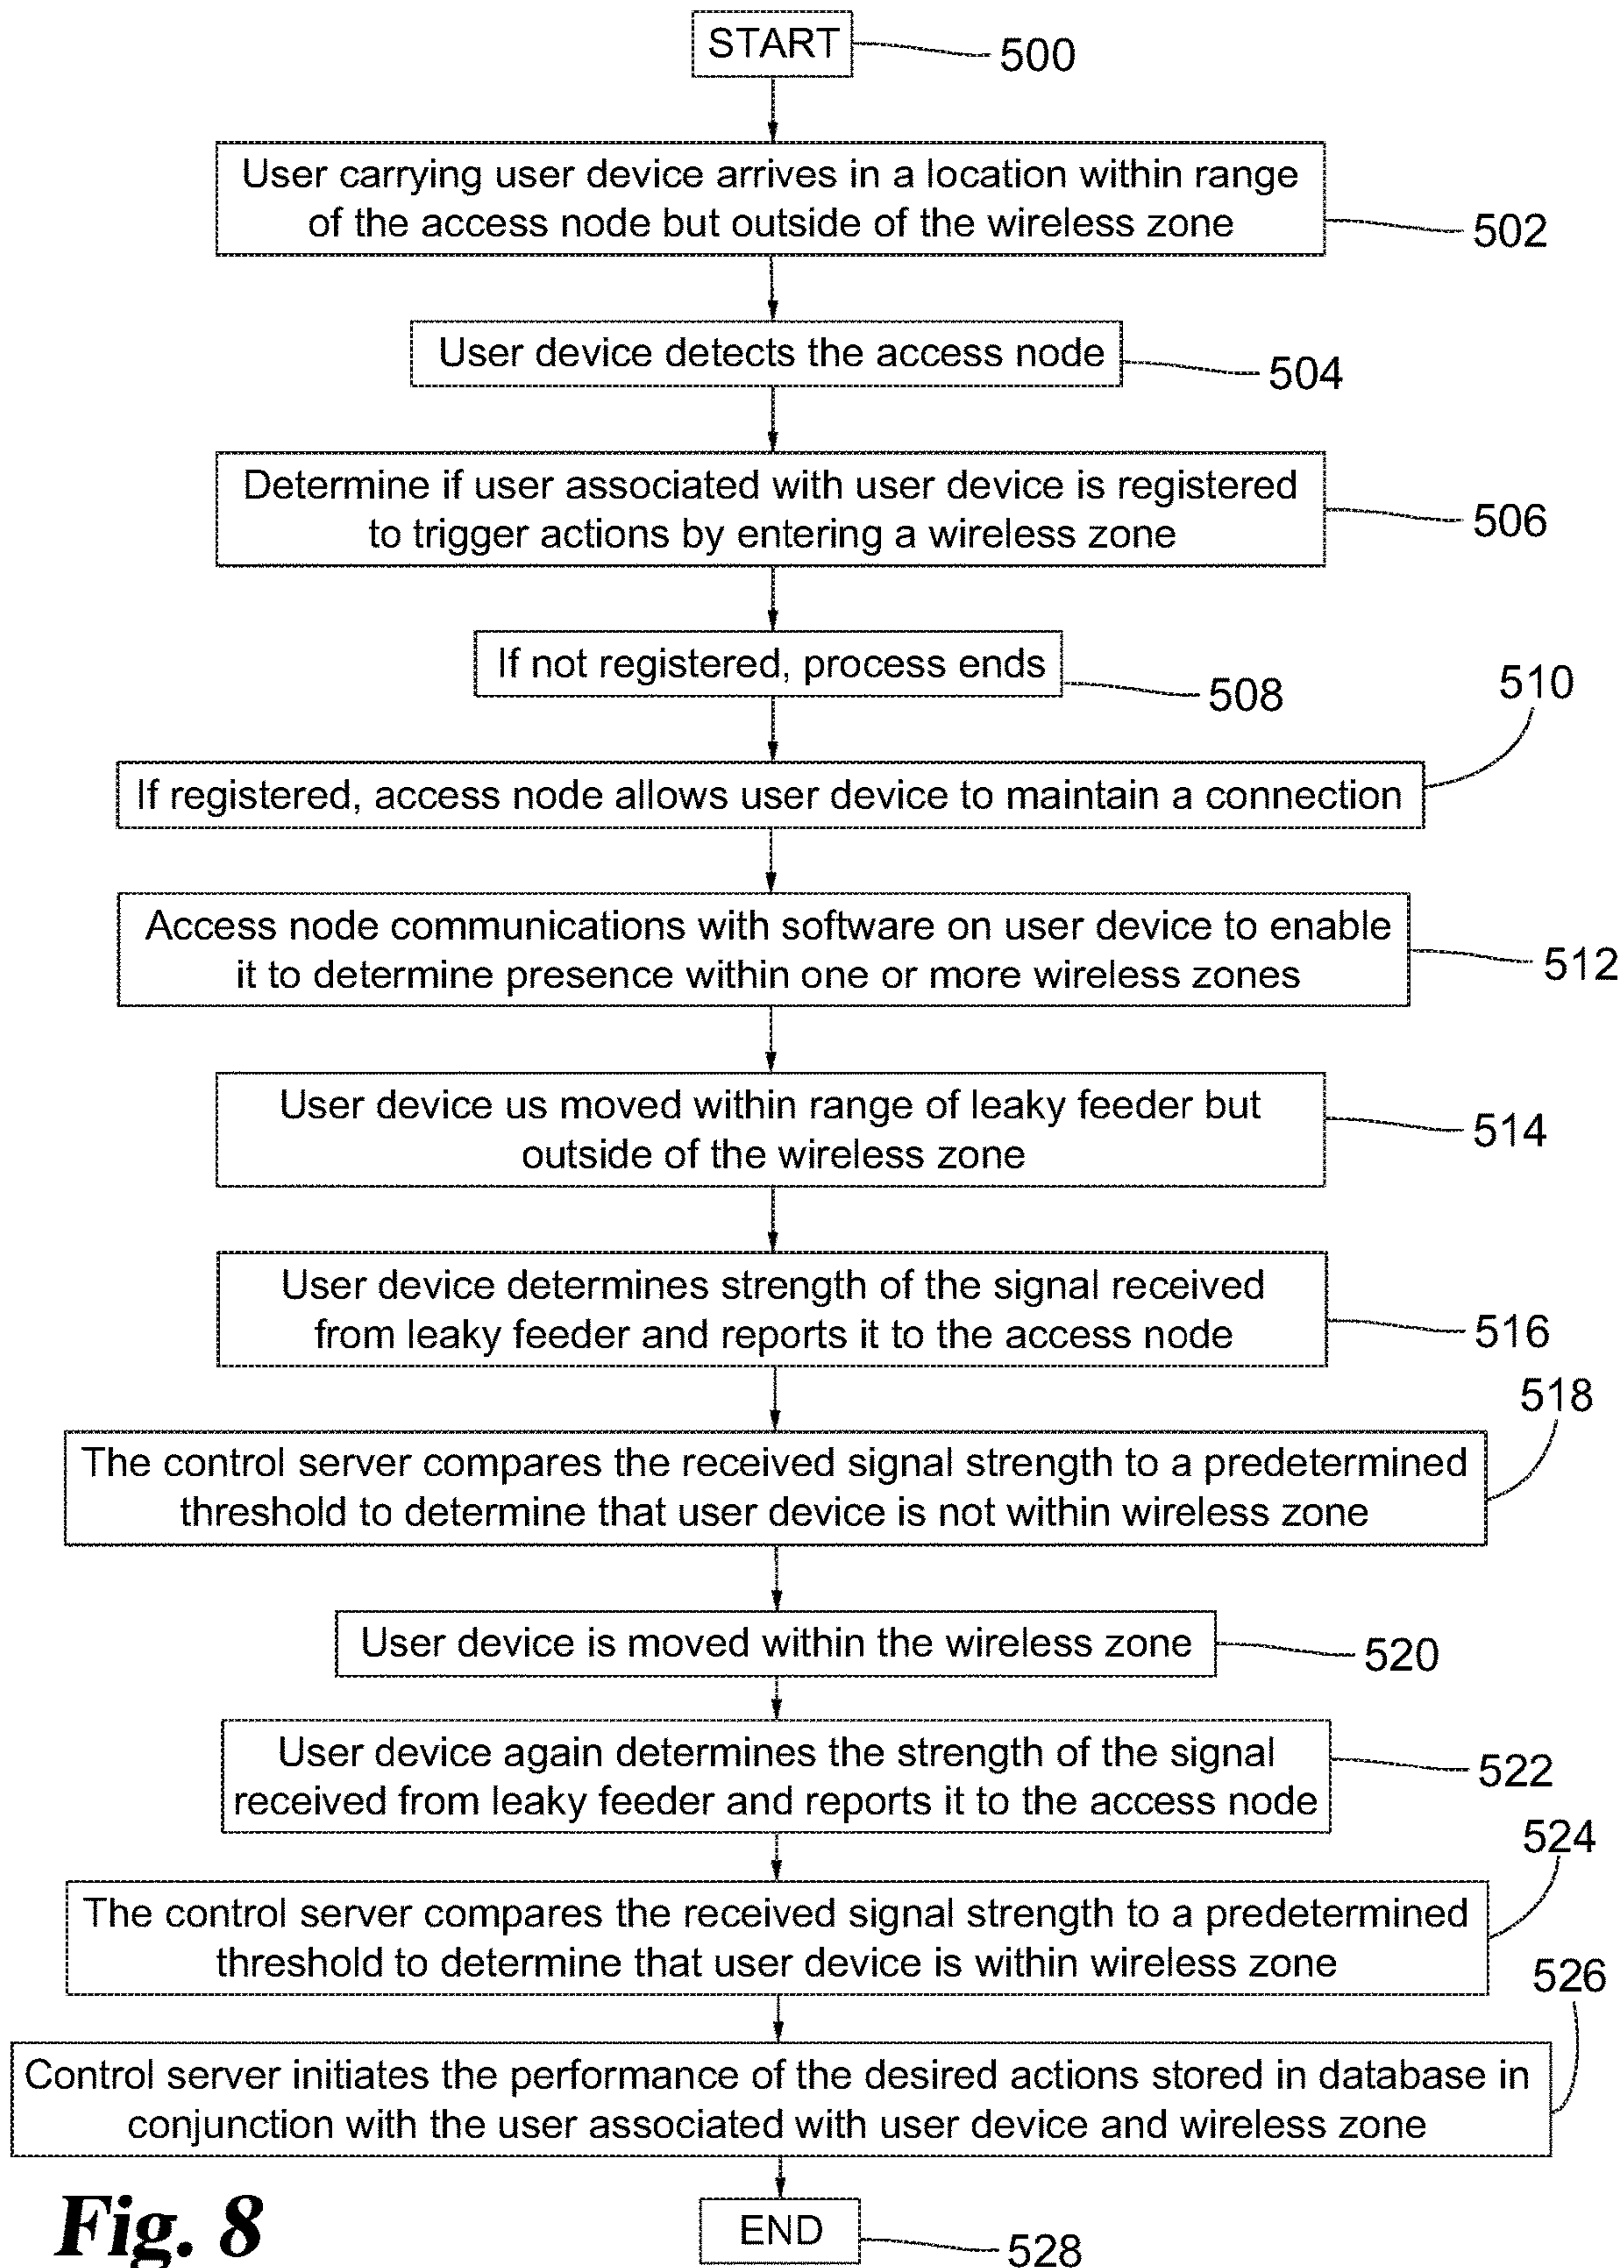 START
500
User carrying user device arrives in a location within range
of the access node but outside of the wireless zone
502
User device detects the access node
504
Determine if user associated with user device is registered
to trigger actions by entering a wireless zone
506
If not registered, process ends
508
510
If registered, access node allows user device to maintain a connection
Access node communications with software on user device to enable
it to determine presence within one or more wireless zones
512
User device us moved within range of leaky feeder but
outside of the wireless zone
514
User device determines strength of the signal received
from leaky feeder and reports it to the access node
516
518
The control server compares the received signal strength to a predetermined
threshold to determine that user device is not within wireless zone
User device is moved within the wireless zone
520
User device again determines the strength of the signal
received from leaky feeder and reports it to the access node
522
524
The control server compares the received signal strength to a predetermined
threshold to determine that user device is within wireless zone
526
Control server initiates the performance of the desired actions stored in database in
conjunction with the user associated with user device and wireless zone
END
528
Fig. 8